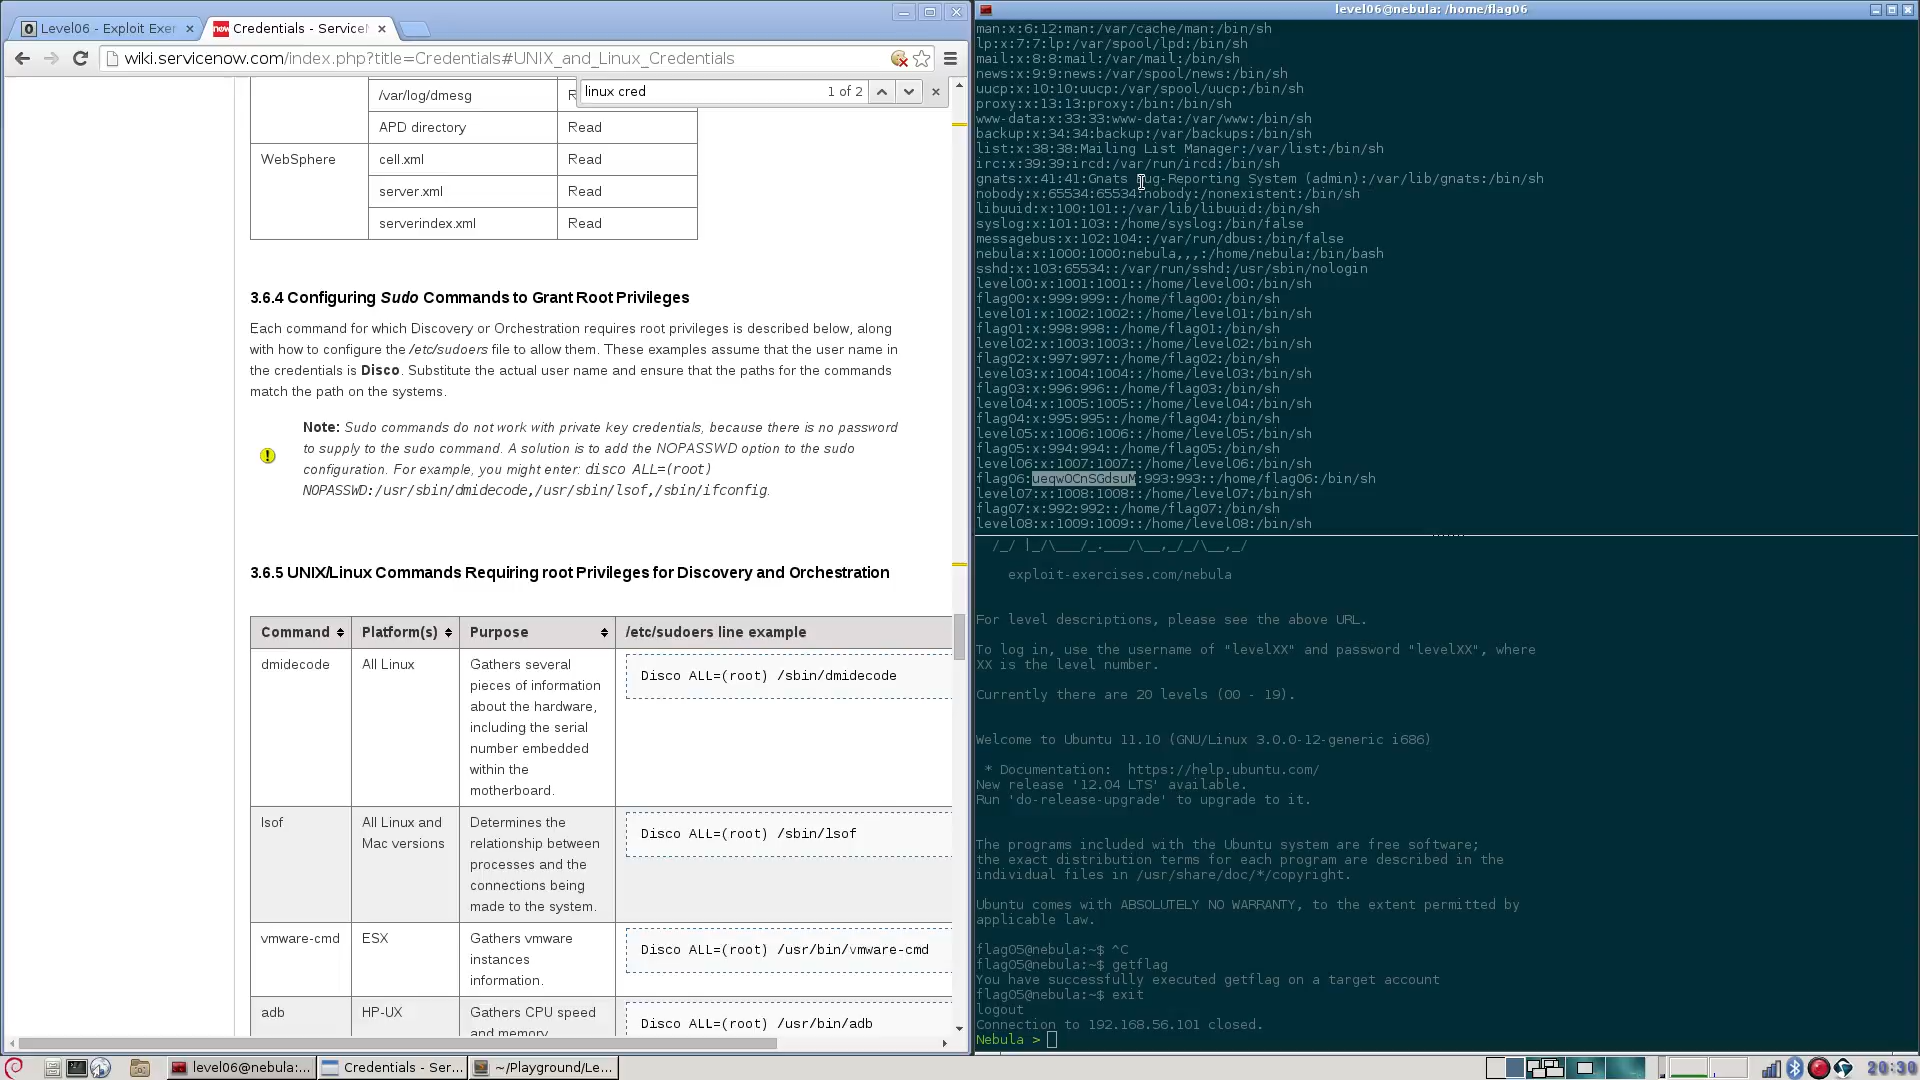 Level06 - Exploit Exer
Credentials - Service
wiki.servicenow.com/index.php?title=Credentials#UNIX_and_Linux_Credentials
linux cred
1 of 2
/var/log/dmesg
APD directory
Read
WebSphere
cell.xml
Read
server.xml
Read
serverindex.xml
Read
3.6.4 Configuring Sudo Commands to Grant Root Privileges
Each command for which Discovery or Orchestration requires root privileges is described below, along
with how to configure the /etc/sudoers file to allow them. These examples assume that the user name in
the credentials is Disco. Substitute the actual user name and ensure that the paths for the commands
match the path on the systems.
Note: Sudo commands do not work with private key credentials, because there is no password
to supply to the sudo command. A solution is to add the NOPASSWD option to the sudo
configuration. For example, you might enter: disco ALL=(root)
NOPASSWD:/usr/sbin/dmidecode,/usr/sbin/lsof,/sbin/ifconfig.
3.6.5 UNIX/Linux Commands Requiring root Privileges for Discovery and Orchestration
Command
Platform(s)
Purpose
/etc/sudoers line example
dmidecode
All Linux
Gathers several
pieces of information
about the hardware,
including the serial
number embedded
within the
motherboard.
Disco ALL=(root) /sbin/dmidecode
lsof
All Linux and
Mac versions
Determines the
relationship between
processes and the
connections being
made to the system.
Disco ALL=(root) /sbin/lsof
vmware-cmd
ESX
Gathers vmware
instances
information.
Disco ALL=(root) /usr/bin/vmware-cmd
adb
HP-UX
Gathers CPU speed
and memory
Disco ALL=(root) /usr/bin/adb
level06@nebula: /home/flag06
man:x:6:12:man:/var/cache/man:/bin/sh
lp:x:7:7:lp:/var/spool/lpd:/bin/sh
mail:x:8:8:mail:/var/mail:/bin/sh
news:x:9:9:news:/var/spool/news:/bin/sh
uucp:x:10:10:uucp:/var/spool/uucp:/bin/sh
proxy:x:13:13:proxy:/bin:/bin/sh
www-data:x:33:33:www-data:/var/www:/bin/sh
backup:x:34:34:backup:/var/backups:/bin/sh
list:x:38:38:Mailing List Manager:/var/list:/bin/sh
irc:x:39:39:ircd:/var/run/ircd:/bin/sh
gnats:x:41:41:Gnats Bug-Reporting System (admin):/var/lib/gnats:/bin/sh
nobody:x:65534:65534:nobody:/nonexistent:/bin/sh
libuuid:x:100:101::/var/lib/libuuid:/bin/sh
syslog:x:101:103::/home/syslog:/bin/false
messagebus:x:102:104::/var/run/dbus:/bin/false
nebula:x:1000:1000:nebula,,,:/home/nebula:/bin/bash
sshd:x:103:65534::/var/run/sshd:/usr/sbin/nologin
level00:x:1001:1001::/home/level00:/bin/sh
flag00:x:999:999::/home/flag00:/bin/sh
level01:x:1002:1002::/home/level01:/bin/sh
flag01:x:998:998::/home/flag01:/bin/sh
level02:x:1003:1003::/home/level02:/bin/sh
flag02:x:997:997::/home/flag02:/bin/sh
level03:x:1004:1004::/home/level03:/bin/sh
flag03:x:996:996::/home/flag03:/bin/sh
level04:x:1005:1005::/home/level04:/bin/sh
flag04:x:995:995::/home/flag04:/bin/sh
level05:x:1006:1006::/home/level05:/bin/sh
flag05:x:994:994::/home/flag05:/bin/sh
level06:x:1007:1007::/home/level06:/bin/sh
flag06:ueqwOCnSGdsuM:993:993::/home/flag06:/bin/sh
level07:x:1008:1008::/home/level07:/bin/sh
flag07:x:992:992::/home/flag07:/bin/sh
level08:x:1009:1009::/home/level08:/bin/sh
exploit-exercises.com/nebula
For level descriptions, please see the above URL.
To log in, use the username of "levelXX" and password "levelXX", where
XX is the level number.
Currently there are 20 levels (00 - 19).
Welcome to Ubuntu 11.10 (GNU/Linux 3.0.0-12-generic i686)
* Documentation:  https://help.ubuntu.com/
New release '12.04 LTS' available.
Run 'do-release-upgrade' to upgrade to it.
The programs included with the Ubuntu system are free software;
the exact distribution terms for each program are described in the
individual files in /usr/share/doc/*/copyright.
Ubuntu comes with ABSOLUTELY NO WARRANTY, to the extent permitted by
applicable law.
flag05@nebula:~$ ^C
flag05@nebula:~$ getflag
You have successfully executed getflag on a target account
flag05@nebula:~$ exit
logout
Connection to 192.168.56.101 closed.
Nebula >
level06@nebula:...
Credentials - Ser...
~/Playground/Le...
20:30